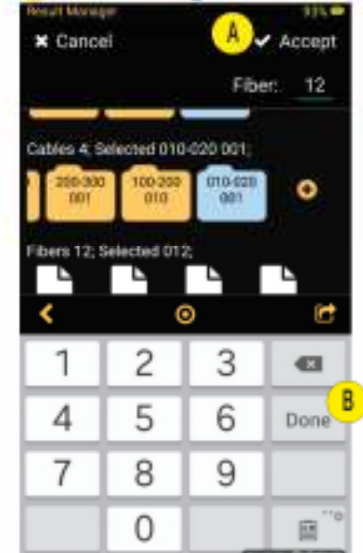 Result Manager 93%
A
✖ Cancel ✔ Accept
Fiber: 12
Cables 4; Selected 010-020 001;
200-300 100-200 010-020
001 010 001
Fibers 12; Selected 012;
1 2 3
B
4 5 6 Done
7 8 9
0